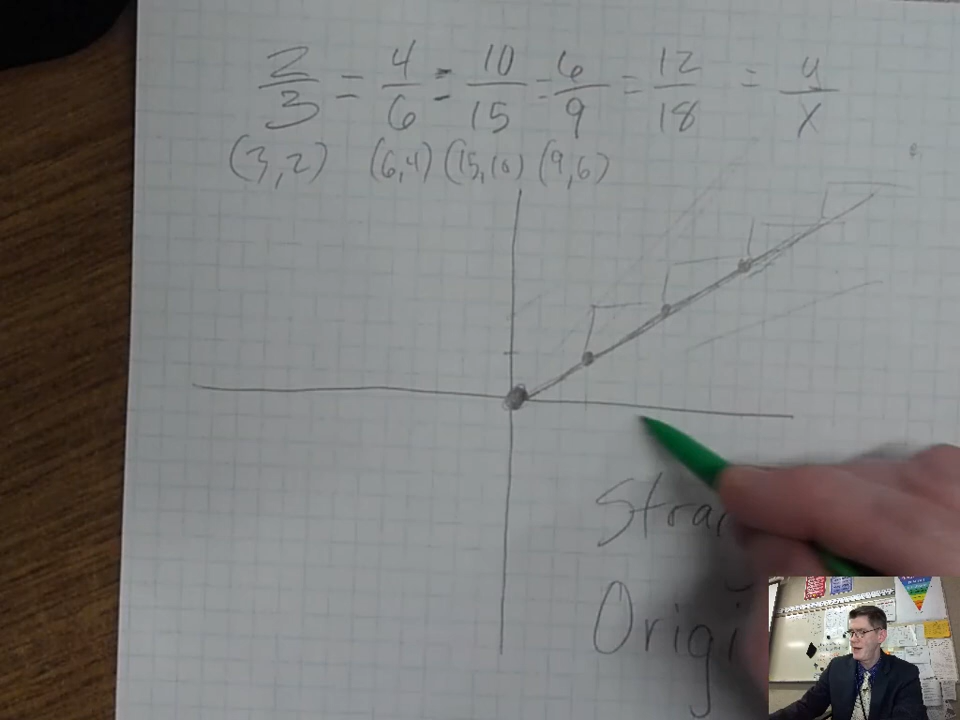 2/3 = 4/6 = 10/15 = 6/9 = 12/18 = y/x
(3,2) (6,4) (15,10) (9,6)
Stra
Origi